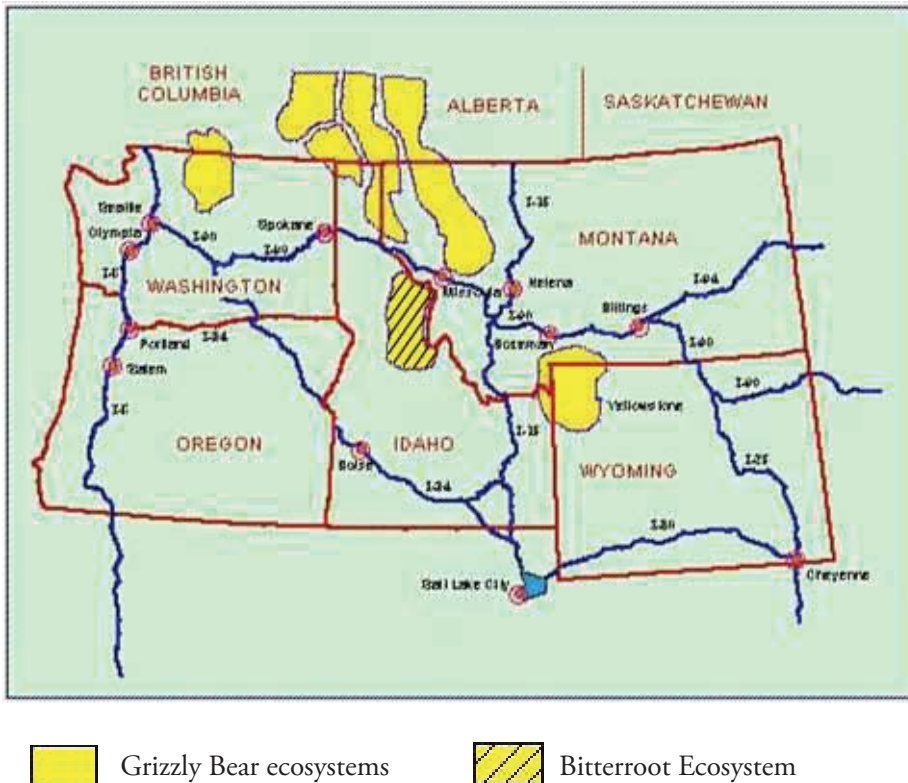 BRITISH
COLUMBIA
ALBERTA
SASKATCHEWAN
Seattle
Olympia
Spokane
I-90
I-90
I-15
MONTANA
I-5
WASHINGTON
Missoula
Helena
I-94
Billings
I-90
Bozeman
I-90
Portland
I-84
Salem
I-5
Yellowstone
I-90
OREGON
IDAHO
I-15
Boise
WYOMING
I-25
I-84
I-80
Salt Lake City
Cheyenne
Grizzly Bear ecosystems
Bitterroot Ecosystem